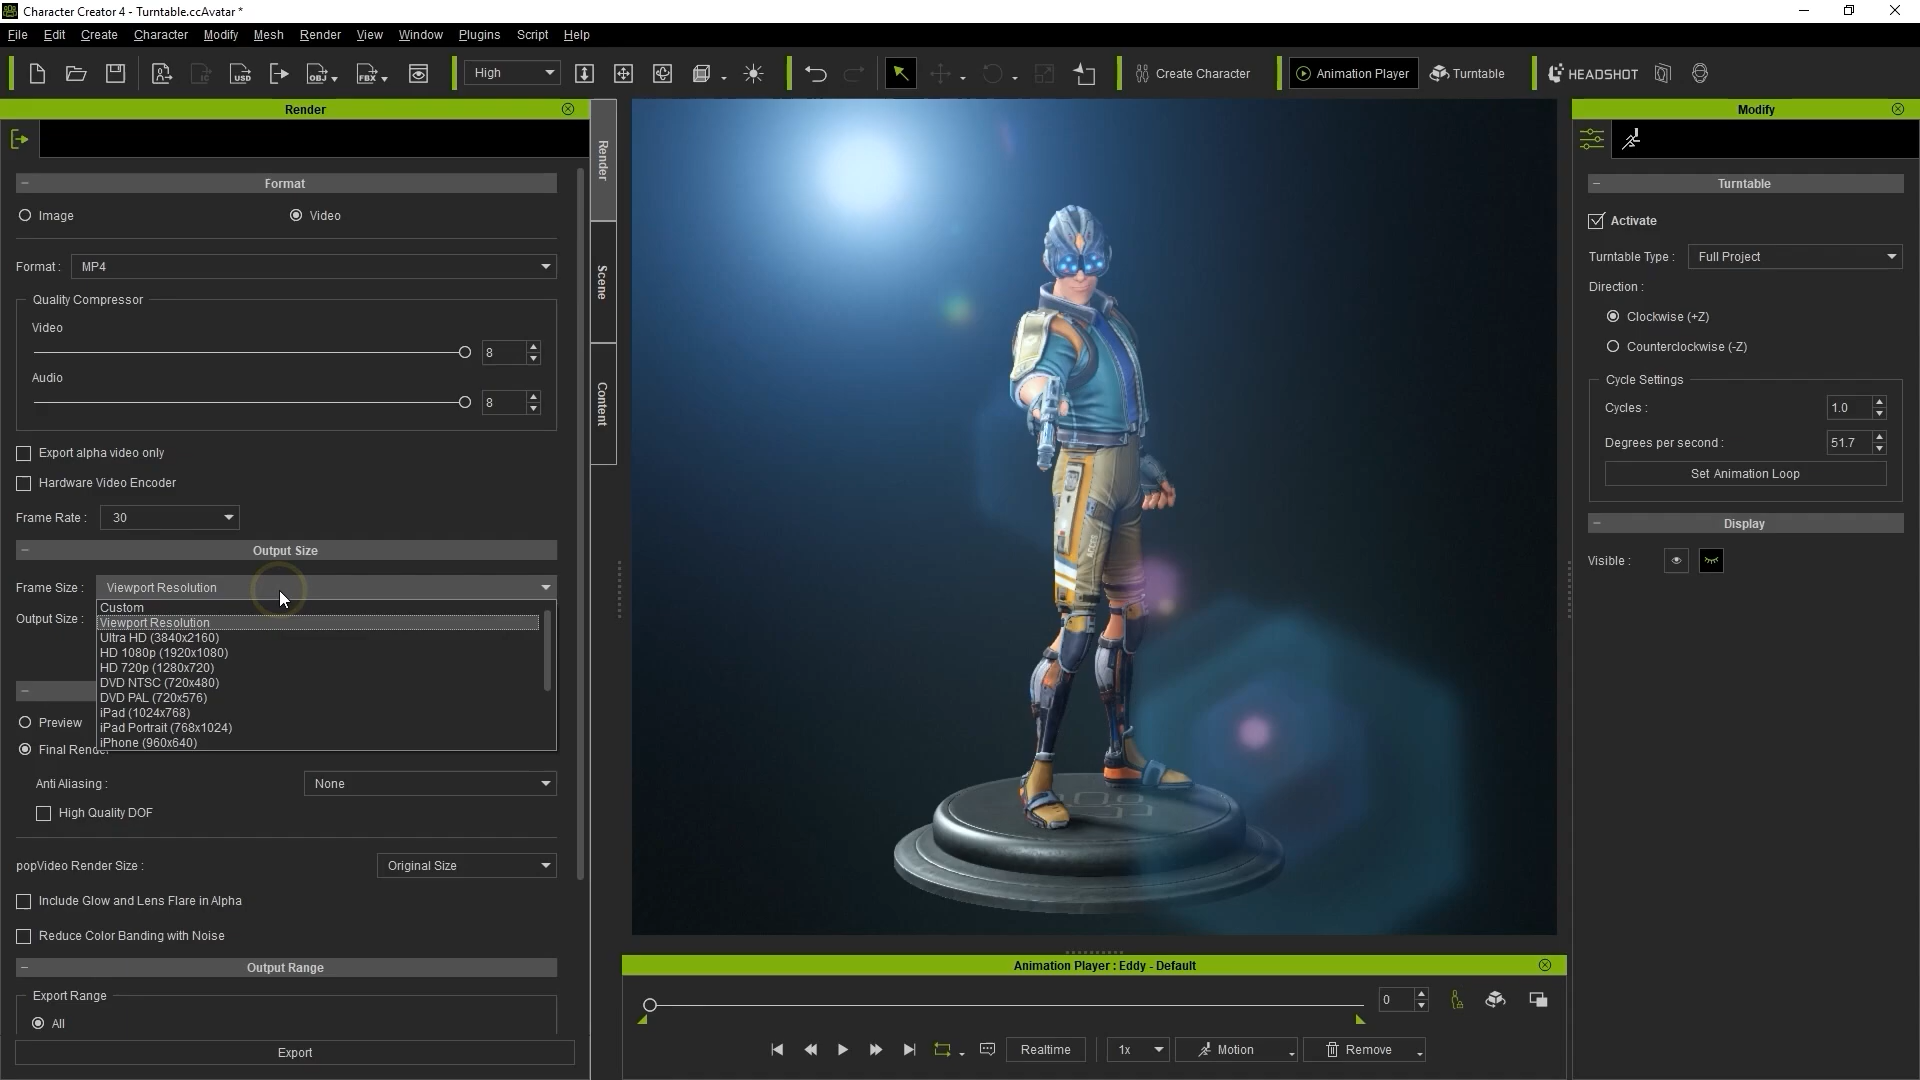 Character Creator 4 - Turntable.ccAvatar *
File Edit Create Character Modify Mesh Render View Window Plugins Script Help
USD OBJ FBX High Create Character Animation Player Turntable HEADSHOT
Render
Format
Image Video
Format : MP4
Quality Compressor
Video
8
Audio
8
Export alpha video only
Hardware Video Encoder
Frame Rate : 30
Output Size
Frame Size : Viewport Resolution
Output Size :
Custom
Viewport Resolution
Ultra HD (3840x2160)
HD 1080p (1920x1080)
HD 720p (1280x720)
DVD NTSC (720x480)
DVD PAL (720x576)
iPad (1024x768)
iPad Portrait (768x1024)
iPhone (960x640)
Preview
Final Render
Anti Aliasing : None
High Quality DOF
popVideo Render Size : Original Size
Include Glow and Lens Flare in Alpha
Reduce Color Banding with Noise
Output Range
Export Range
All
Export
Render
Scene
Content
ACCES
Animation Player : Eddy - Default
0
Realtime 1x Motion Remove
Modify
Turntable
Activate
Turntable Type : Full Project
Direction :
Clockwise (+Z)
Counterclockwise (-Z)
Cycle Settings
Cycles : 1.0
Degrees per second : 51.7
Set Animation Loop
Display
Visible :